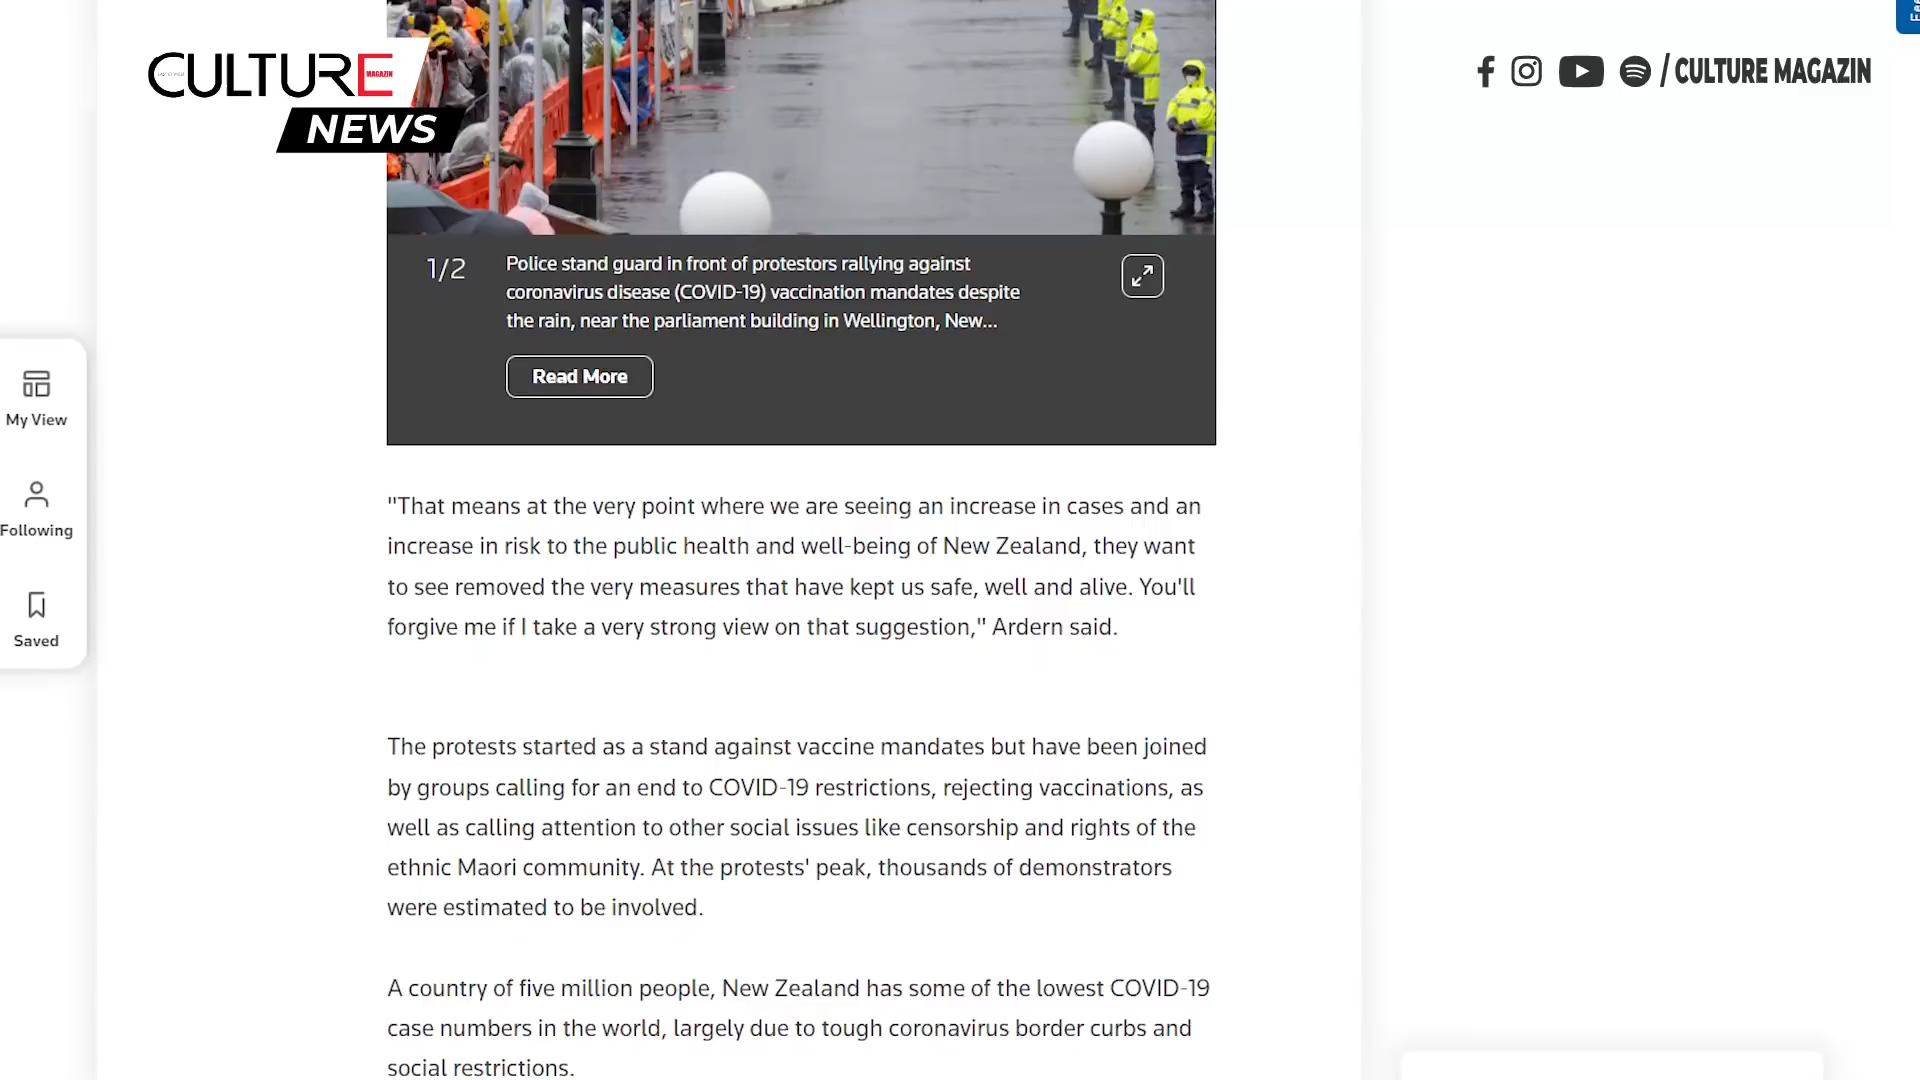 CULTURE
MAGAZIN
NEWS
/ CULTURE MAGAZIN
1/2
Police stand guard in front of protestors rallying against
coronavirus disease (COVID-19) vaccination mandates despite
the rain, near the parliament building in Wellington, New...
Read More
My View
Following
Saved
"That means at the very point where we are seeing an increase in cases and an
increase in risk to the public health and well-being of New Zealand, they want
to see removed the very measures that have kept us safe, well and alive. You'll
forgive me if I take a very strong view on that suggestion," Ardern said.
The protests started as a stand against vaccine mandates but have been joined
by groups calling for an end to COVID-19 restrictions, rejecting vaccinations, as
well as calling attention to other social issues like censorship and rights of the
ethnic Maori community. At the protests' peak, thousands of demonstrators
were estimated to be involved.
A country of five million people, New Zealand has some of the lowest COVID-19
case numbers in the world, largely due to tough coronavirus border curbs and
social restrictions.